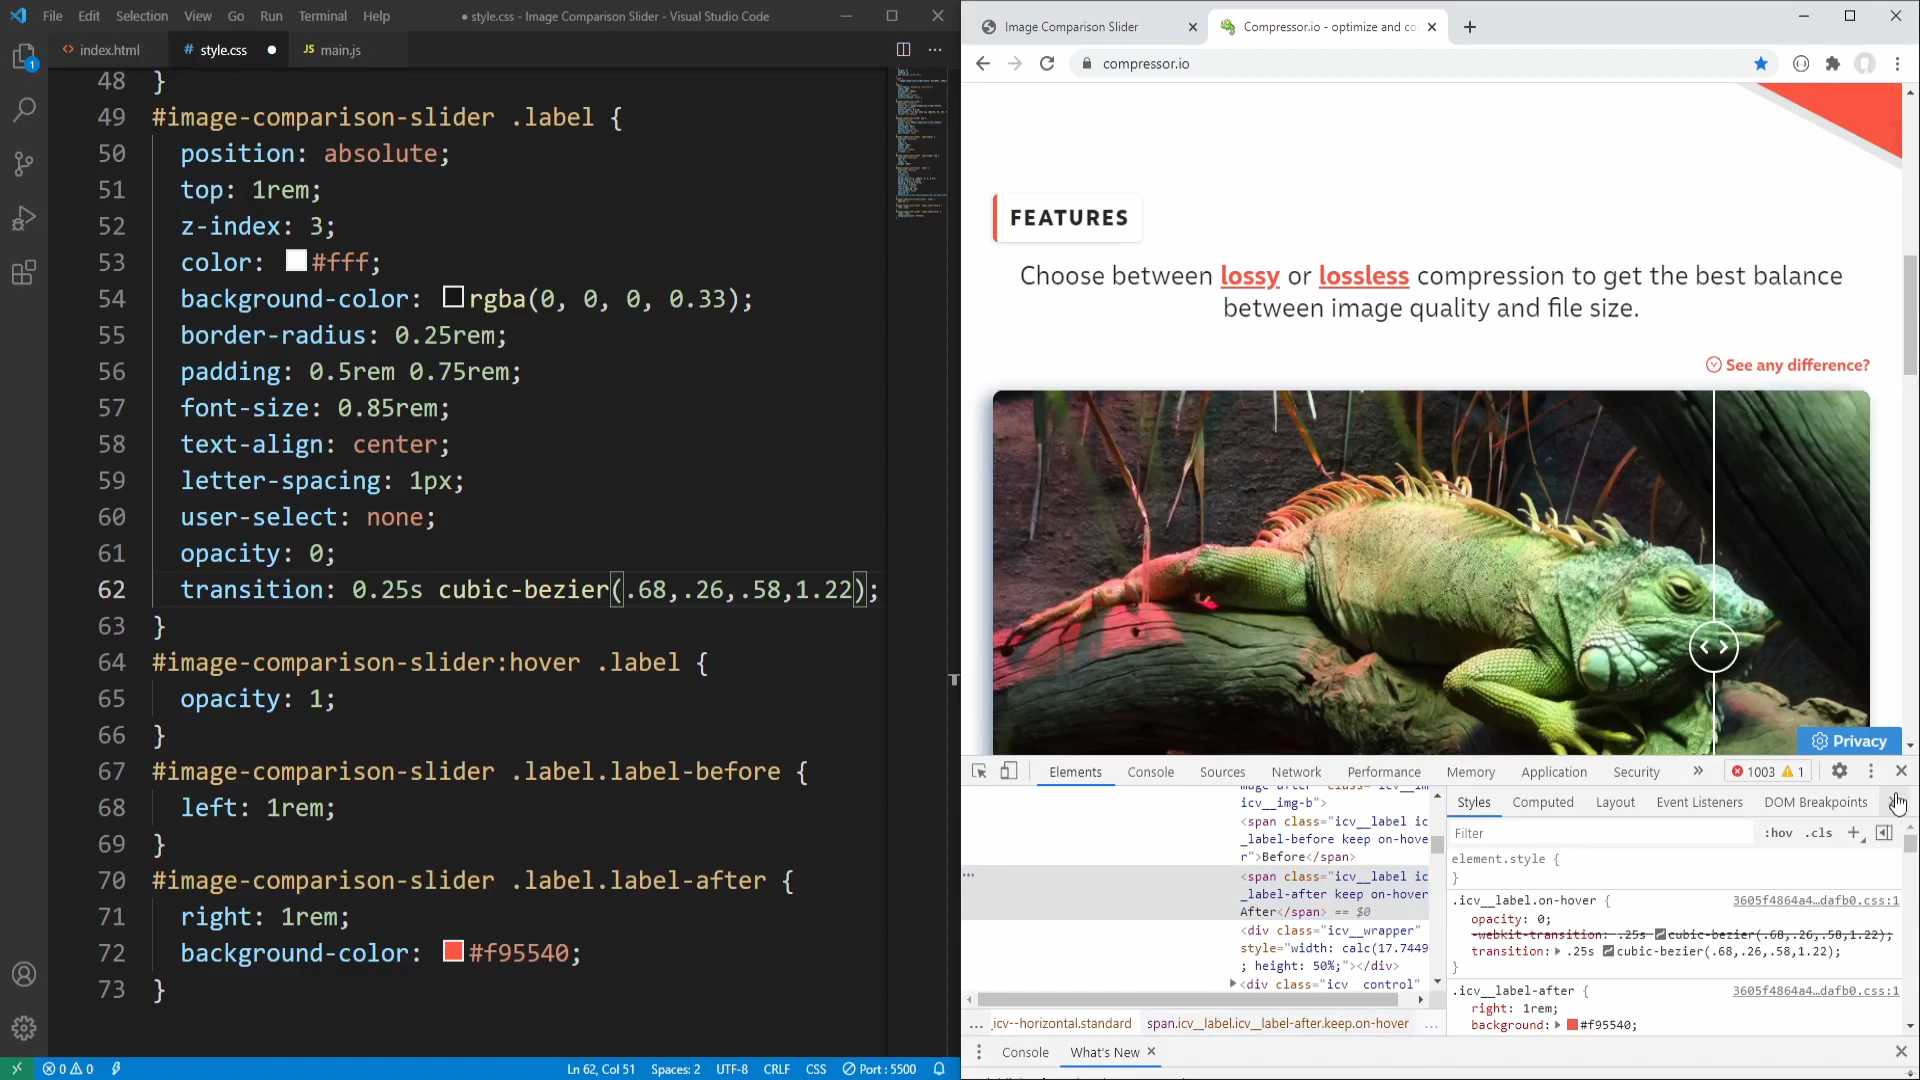 File Edit Selection View Go Run Terminal Help
● style.css - Image Comparison Slider - Visual Studio Code
<> index.html
# style.css ●
JS main.js
1
48 }
49 #image-comparison-slider .label {
50 position: absolute;
51 top: 1rem;
52 z-index: 3;
53 color: #fff;
54 background-color: rgba(0, 0, 0, 0.33);
55 border-radius: 0.25rem;
56 padding: 0.5rem 0.75rem;
57 font-size: 0.85rem;
58 text-align: center;
59 letter-spacing: 1px;
60 user-select: none;
61 opacity: 0;
62 transition: 0.25s cubic-bezier(.68,.26,.58,1.22);
63 }
64 #image-comparison-slider:hover .label {
65 opacity: 1;
66 }
67 #image-comparison-slider .label.label-before {
68 left: 1rem;
69 }
70 #image-comparison-slider .label.label-after {
71 right: 1rem;
72 background-color: #f95540;
73 }
0 0
Ln 62, Col 51 Spaces: 2 UTF-8 CRLF CSS Port : 5500
Image Comparison Slider
Compressor.io - optimize and co
compressor.io
FEATURES
Choose between lossy or lossless compression to get the best balance
between image quality and file size.
See any difference?
< >
Privacy
Elements Console Sources Network Performance Memory Application Security » 1003 1
icv__img-b">
<span class="icv__label ic
_label-before keep on-hove
r">Before</span>
<span class="icv__label ic
_label-after keep on-hover
After</span> == $0
<div class="icv__wrapper"
style="width: calc(17.7449
; height: 50%;"></div>
<div class="icv__control"
... icv--horizontal.standard span.icv__label.icv__label-after.keep.on-hover ...
Styles Computed Layout Event Listeners DOM Breakpoints
Filter :hov .cls +
element.style {
}
.icv__label.on-hover { 3605f4864a4…dafb0.css:1
opacity: 0;
-webkit-transition: .25s cubic-bezier(.68,.26,.58,1.22);
transition: .25s cubic-bezier(.68,.26,.58,1.22);
}
.icv__label-after { 3605f4864a4…dafb0.css:1
right: 1rem;
background: #f95540;
Console What's New